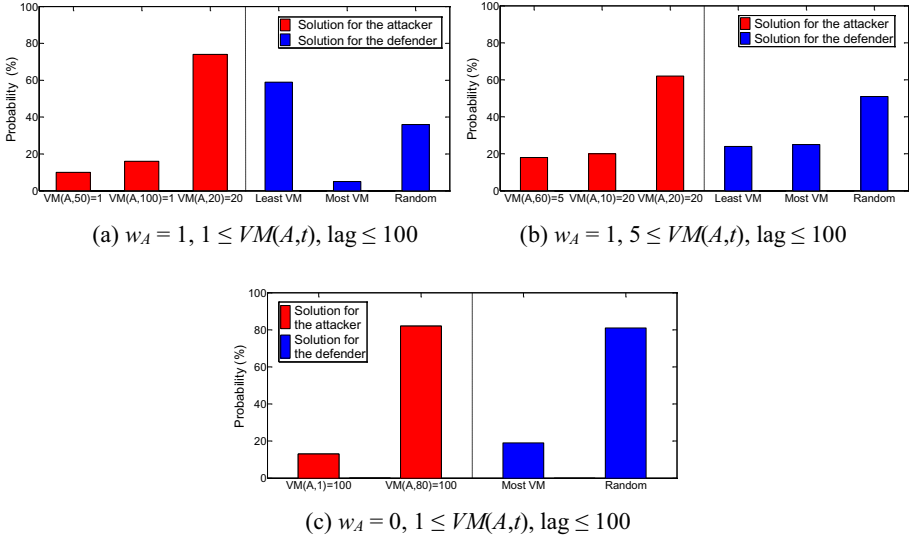 100
80
60
40
20
0
Probability (%)
Solution for the attacker
Solution for the defender
VM(A,50)=1
VM(A,100)=1
VM(A,20)=20
Least VM
Most VM
Random
(a) w_A = 1, 1 ≤ VM(A,t), lag ≤ 100
100
80
60
40
20
0
Probability (%)
Solution for the attacker
Solution for the defender
VM(A,60)=5
VM(A,10)=20
VM(A,20)=20
Least VM
Most VM
Random
(b) w_A = 1, 5 ≤ VM(A,t), lag ≤ 100
100
80
60
40
20
0
Probability (%)
Solution for
the attacker
Solution for
the defender
VM(A,1)=100
VM(A,80)=100
Most VM
Random
(c) w_A = 0, 1 ≤ VM(A,t), lag ≤ 100